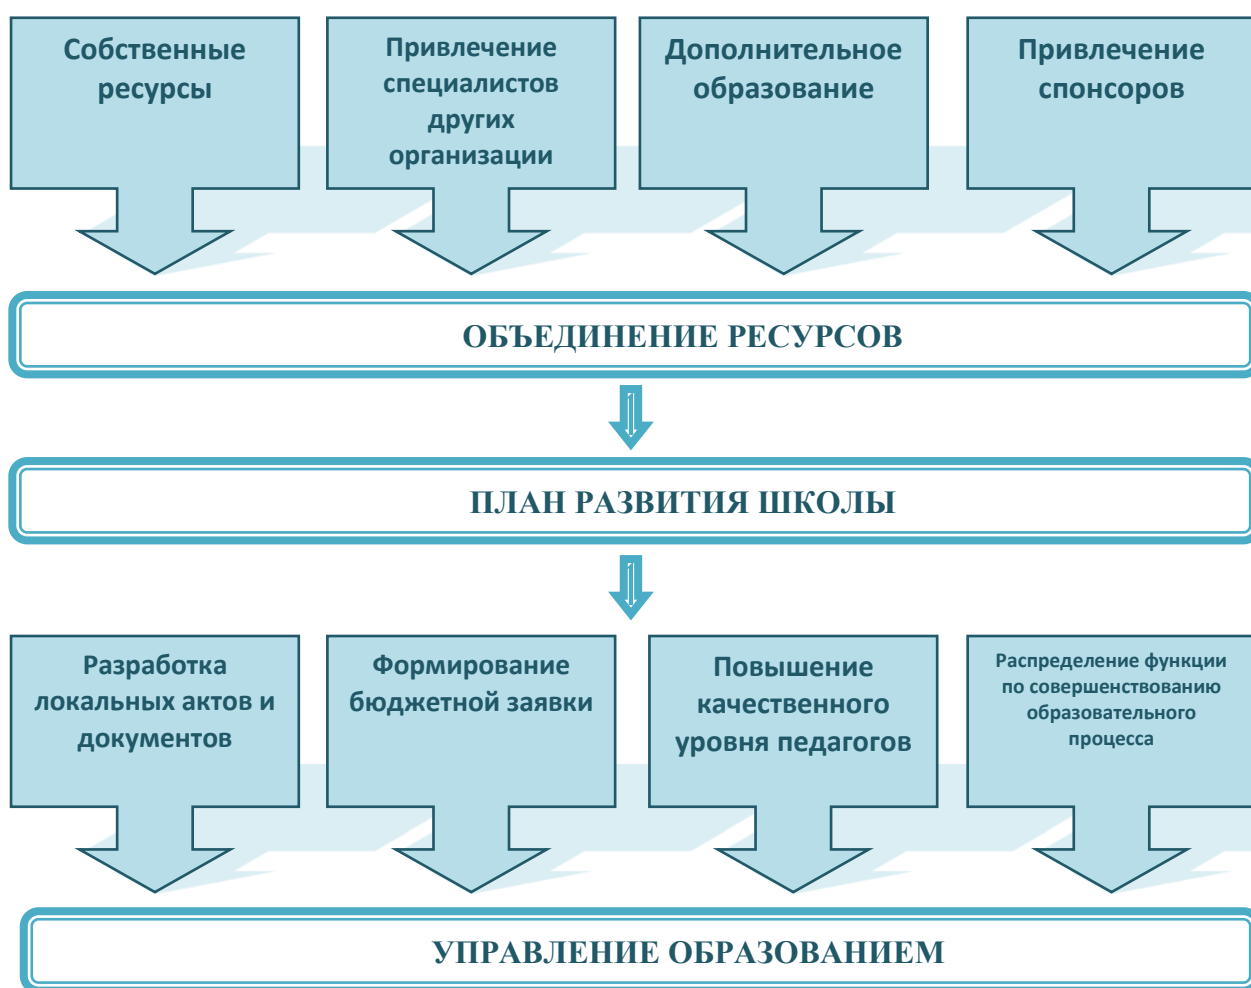 Собственные
ресурсы
Привлечение
специалистов
других
организации
Дополнительное
образование
Привлечение
спонсоров
ОБЪЕДИНЕНИЕ РЕСУРСОВ
ПЛАН РАЗВИТИЯ ШКОЛЫ
Разработка
локальных актов и
документов
Формирование
бюджетной заявки
Повышение
качественного
уровня педагогов
Распределение функции
по совершенствованию
образовательного
процесса
УПРАВЛЕНИЕ ОБРАЗОВАНИЕМ